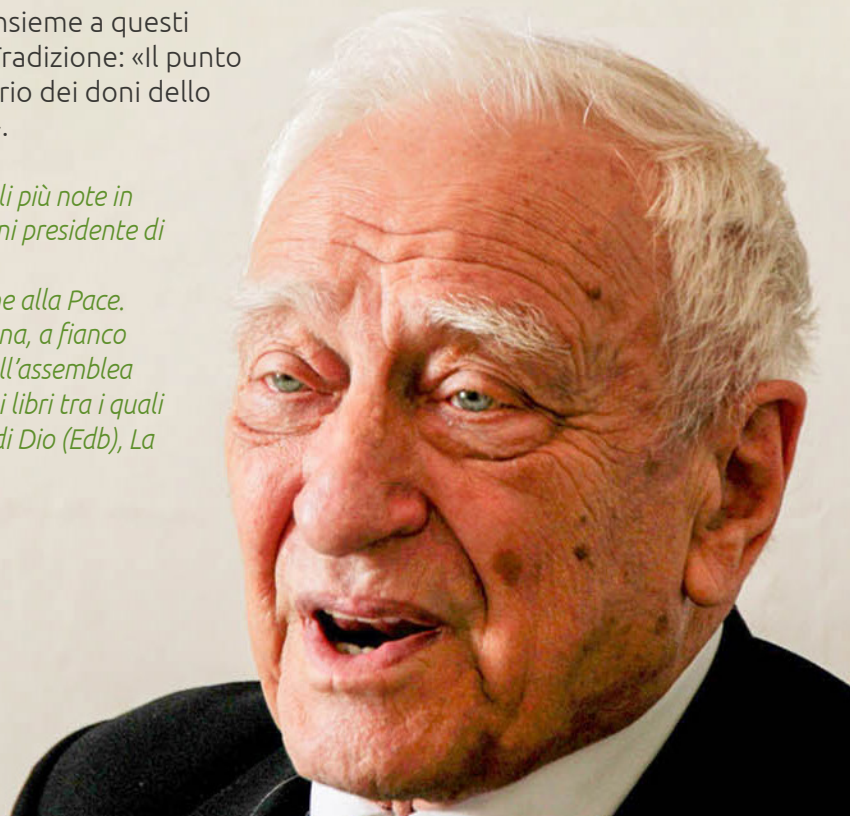 nsieme a questi
Tradizione: «Il punto
rio dei doni dello
.
li più note in
ni presidente di
e alla Pace.
na, a fianco
ll’assemblea
i libri tra i quali
di Dio (Edb), La